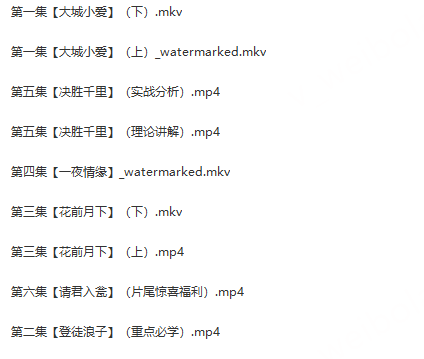 第一集【大城小爱】（下）.mkv
第一集【大城小爱】（上）_watermarked.mkv
第五集【决胜千里】（实战分析）.mp4
第五集【决胜千里】（理论讲解）.mp4
第四集【一夜情缘】_watermarked.mkv
第三集【花前月下】（下）.mkv
第三集【花前月下】（上）.mp4
第六集【请君入瓮】（片尾惊喜福利）.mp4
第二集【登徒浪子】（重点必学）.mp4